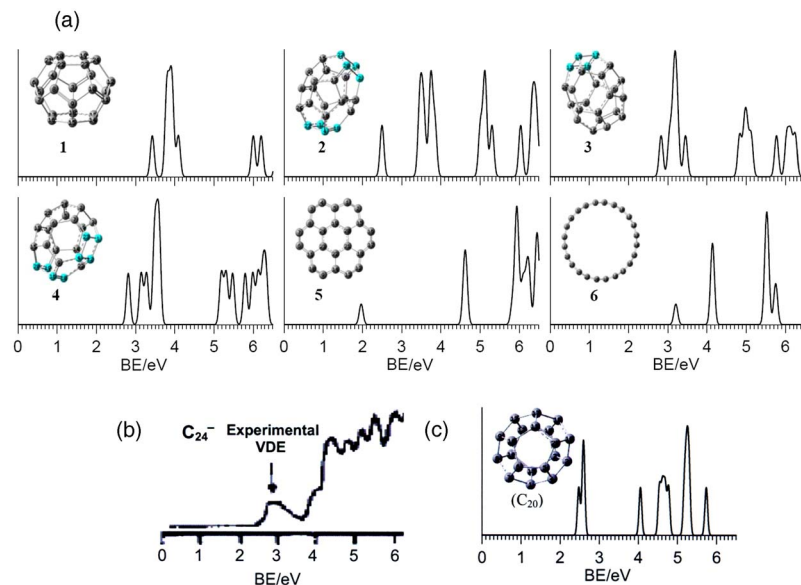 (a)
1
2
3
4
5
6
0 1 2 3 4 5 6
0 1 2 3 4 5 6
0 1 2 3 4 5 6
BE/eV
BE/eV
BE/eV
(b)
C24⁻ Experimental
VDE
0 1 2 3 4 5 6
BE/eV
(c)
(C20)
0 1 2 3 4 5 6
BE/eV